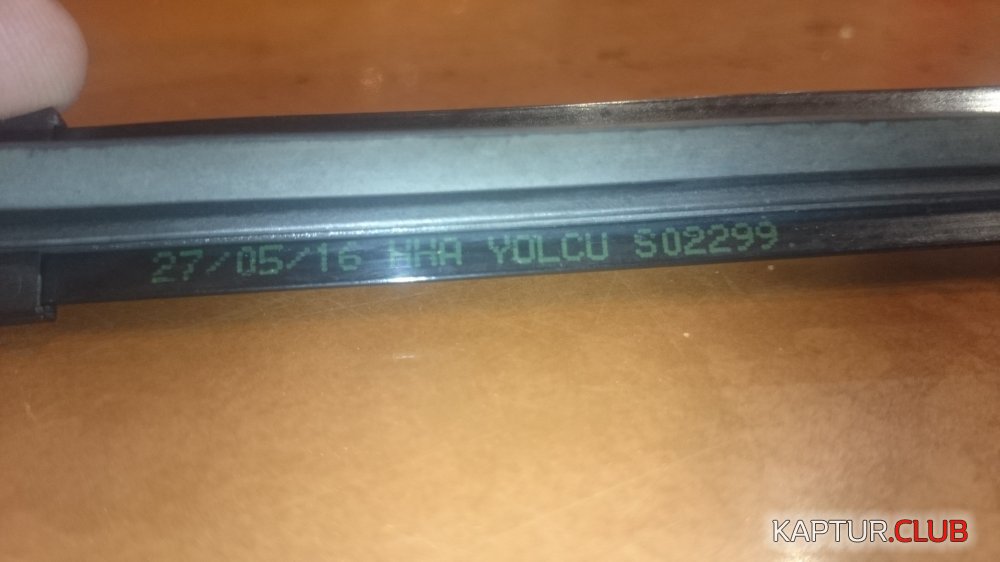 27/05/16 HHA YOLCU S02299
KAPTUR.CLUB